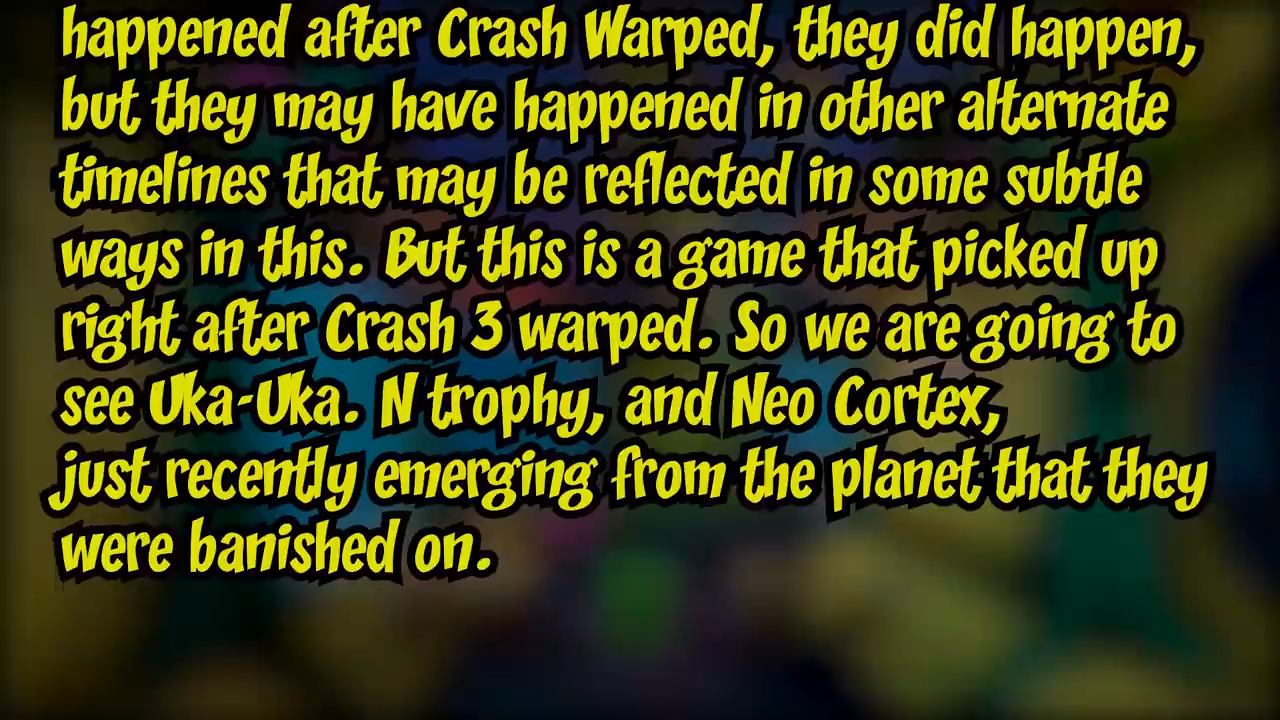 happened after Crash Warped, they did happen,
but they may have happened in other alternate
timelines that may be reflected in some subtle
ways in this. But this is a game that picked up
right after Crash 3 warped. So we are going to
see Uka-Uka. N trophy, and Neo Cortex,
just recently emerging from the planet that they
were banished on.